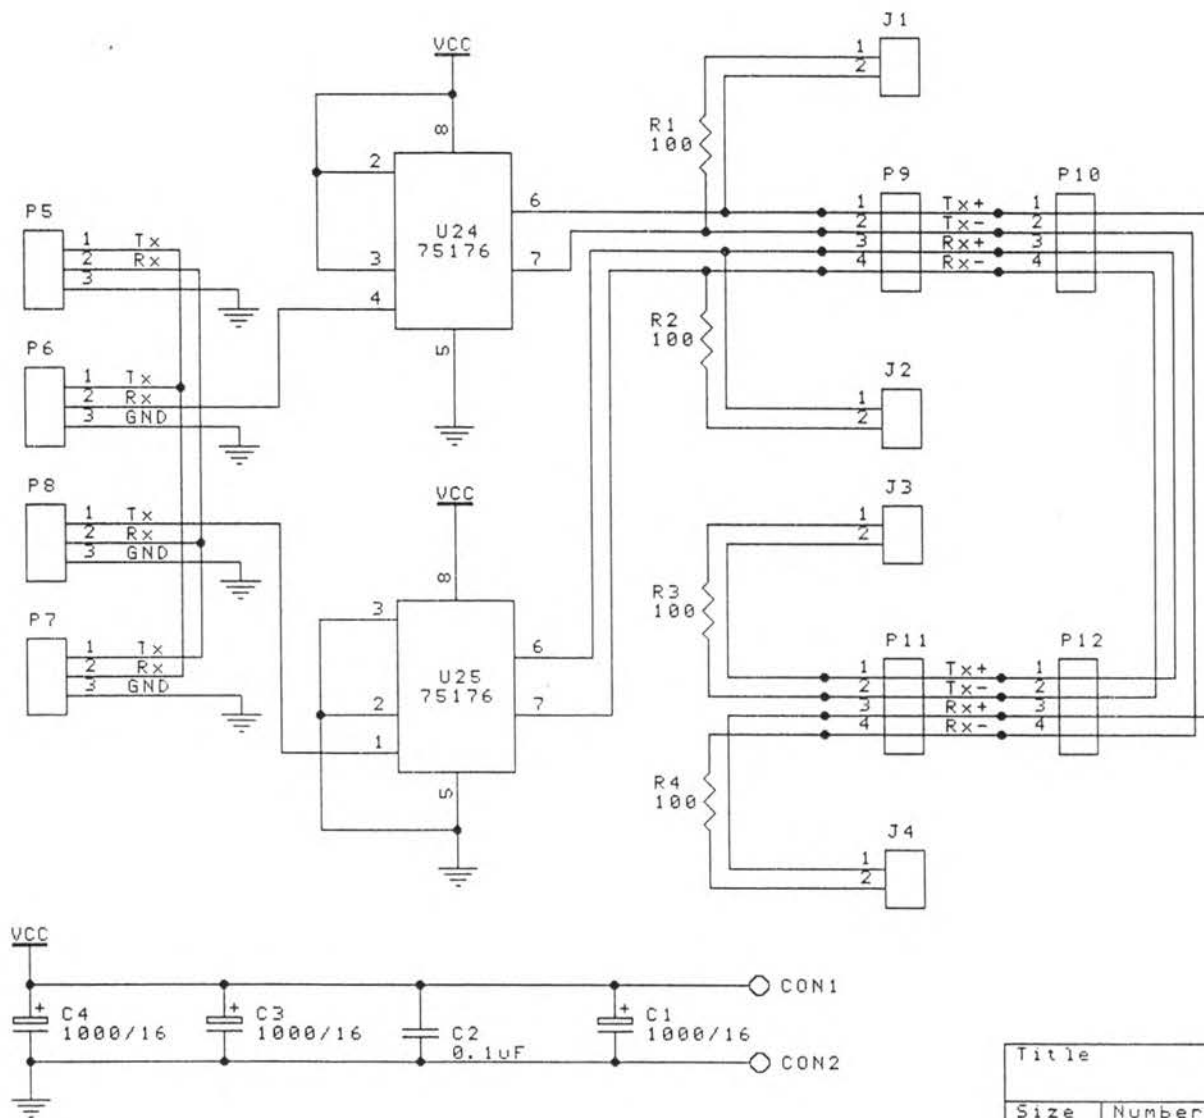 J1
1
2
VCC
8
R1
100
2
P9
P10
U24
75176
6
1
Tx+
1
2
Tx-
2
3
Rx+
3
4
Rx-
4
7
3
4
5
P5
1
Tx
2
Rx
3
R2
100
P6
1
Tx
2
Rx
3
GND
J2
1
2
P8
1
Tx
2
Rx
3
GND
VCC
8
J3
1
2
R3
100
P7
1
Tx
2
Rx
3
GND
3
U25
75176
6
2
7
1
5
P11
P12
1
Tx+
1
2
Tx-
2
3
Rx+
3
4
Rx-
4
R4
100
J4
1
2
VCC
CON1
C4
1000/16
C3
1000/16
C2
0.1uF
C1
1000/16
CON2
Title
Size
Number